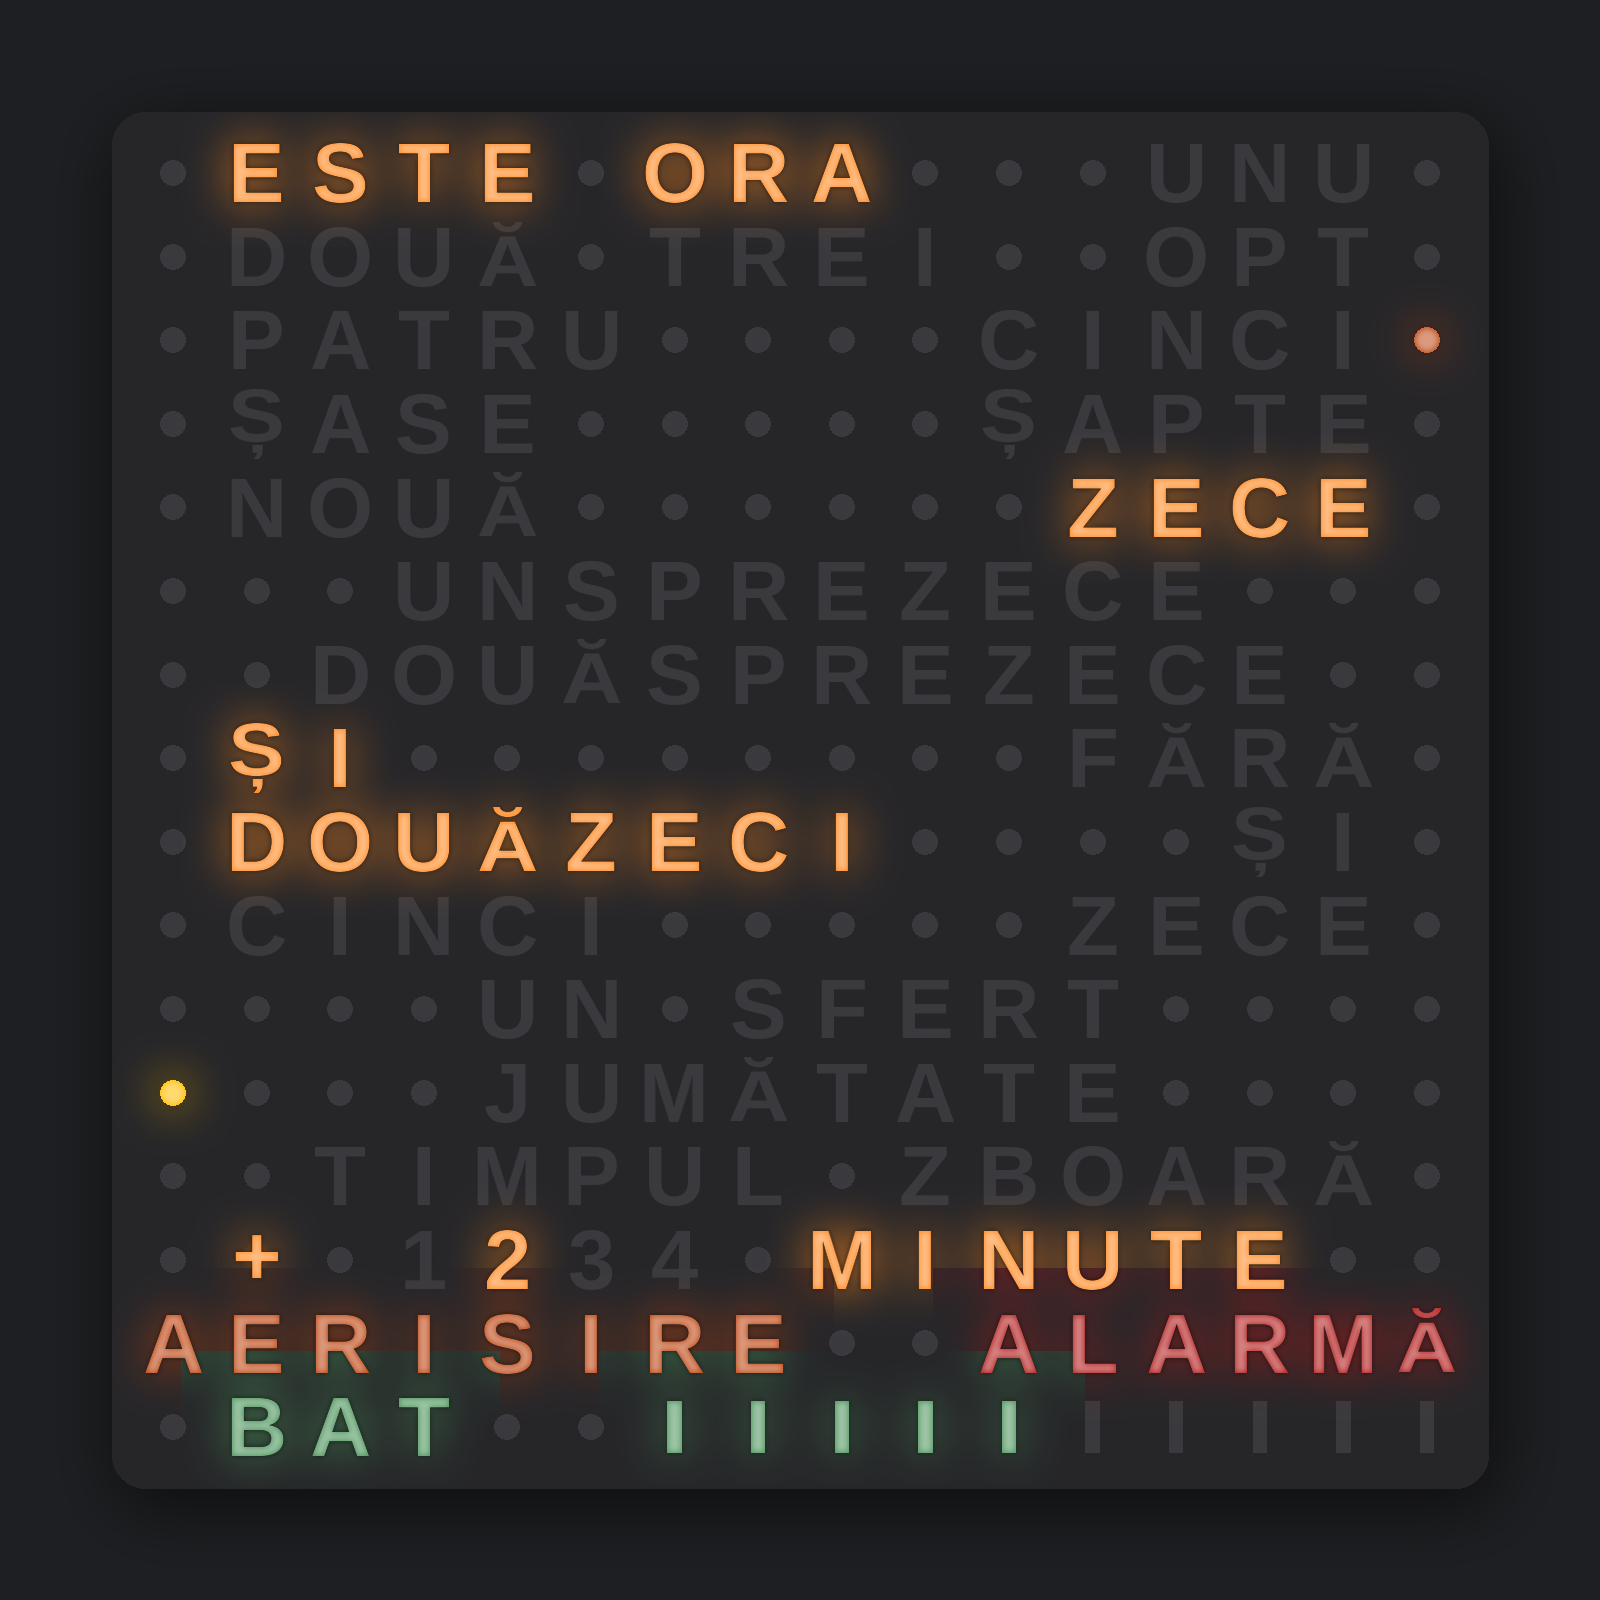 ESTE ORA UNU
DOUĂ TREI OPT
PATRU CINCI
ȘASE ȘAPTE
NOUĂ ZECE
UNSPREZECE
DOUĂSPREZECE
ȘI FĂRĂ
DOUĂZECI ȘI
CINCI ZECE
UN SFERT
JUMĂTATE
TIMPUL ZBOARĂ
+ 1 2 3 4 MINUTE
AERISIRE ALARMĂ
BAT I I I I I I I I I I